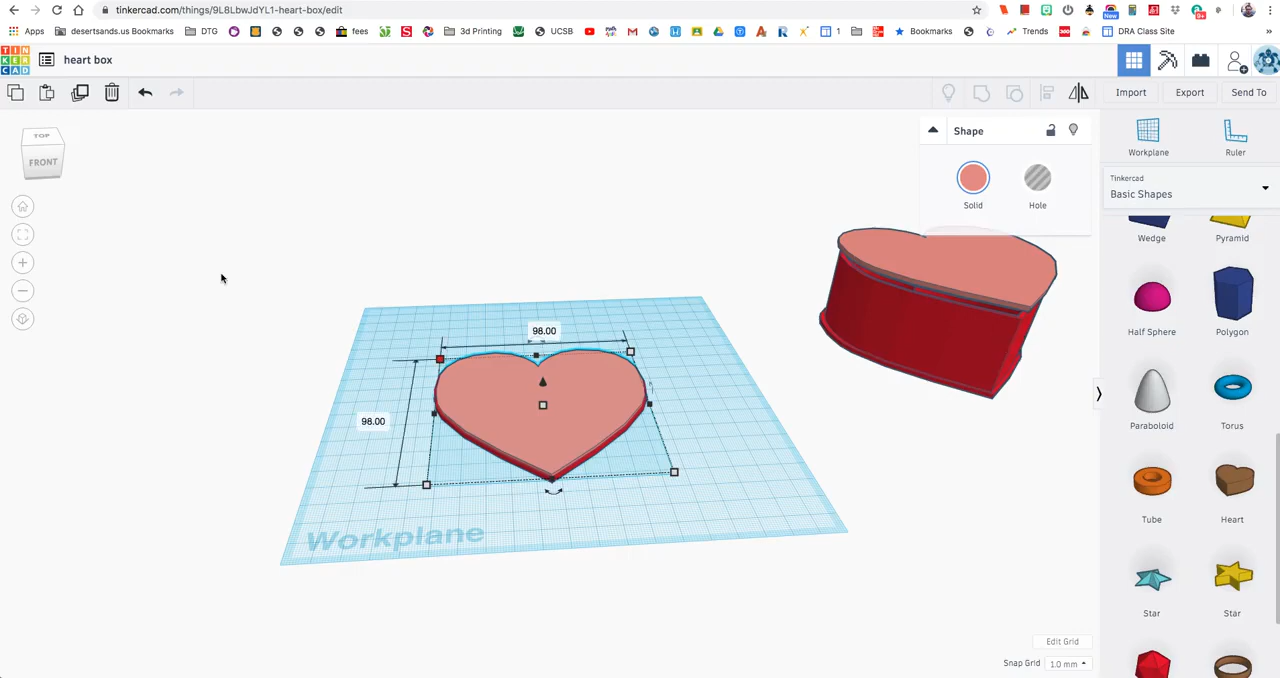 tinkercad.com/things/9L8LbwJdYL1-heart-box/edit
Apps
desertsands.us Bookmarks
DTG
fees
3d Printing
UCSB
1
Bookmarks
Trends
DRA Class Site
»
New
9+
TIN
KER
CAD
heart box
Import
Export
Send To
TOP
FRONT
Shape
Solid
Hole
Workplane
Ruler
Tinkercad
Basic Shapes
Wedge
Pyramid
Half Sphere
Polygon
Paraboloid
Torus
Tube
Heart
Star
Star
98.00
98.00
Workplane
Edit Grid
Snap Grid
1.0 mm